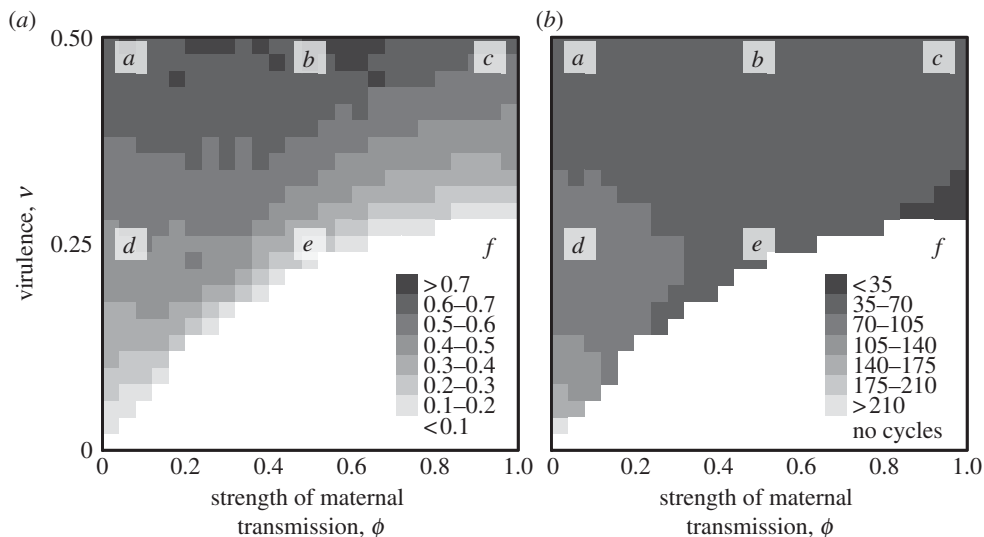 (a)
0.50
0.25
0
virulence, ν
a
b
c
d
e
f
>0.7
0.6–0.7
0.5–0.6
0.4–0.5
0.3–0.4
0.2–0.3
0.1–0.2
<0.1
0 0.2 0.4 0.6 0.8 1.0
strength of maternal
transmission, ϕ
(b)
a
b
c
d
e
f
<35
35–70
70–105
105–140
140–175
175–210
>210
no cycles
0 0.2 0.4 0.6 0.8 1.0
strength of maternal
transmission, ϕ